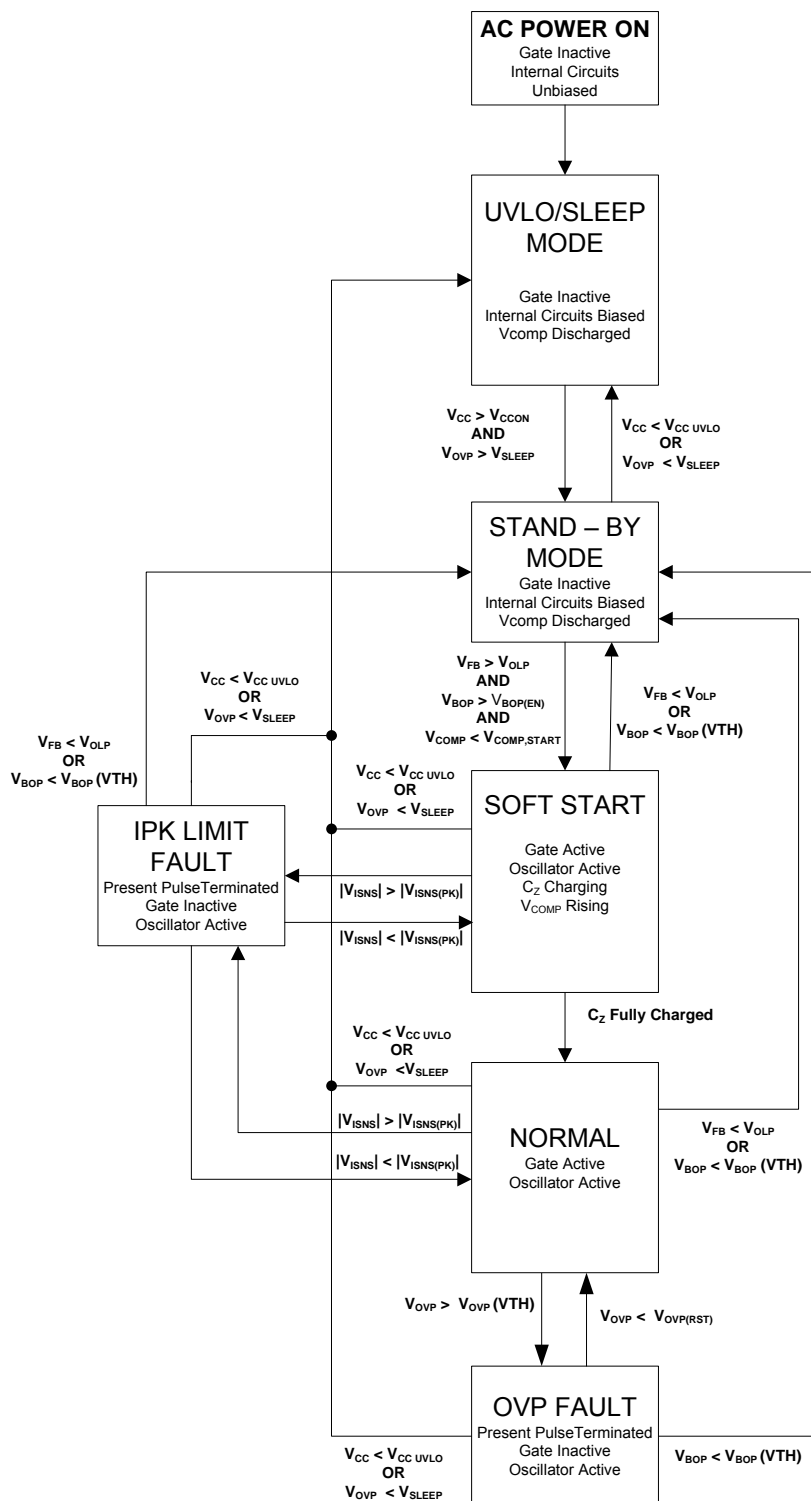 AC POWER ON
Gate Inactive
Internal Circuits
Unbiased
UVLO/SLEEP
MODE
Gate Inactive
Internal Circuits Biased
Vcomp Discharged
VCC > VCCON
AND
VOVP > VSLEEP
VCC < VCC UVLO
OR
VOVP < VSLEEP
STAND – BY
MODE
Gate Inactive
Internal Circuits Biased
Vcomp Discharged
VFB > VOLP
AND
VBOP > VBOP(EN)
AND
VCOMP < VCOMP,START
VFB < VOLP
OR
VBOP < VBOP (VTH)
VCC < VCC UVLO
OR
VOVP < VSLEEP
VFB < VOLP
OR
VBOP < VBOP (VTH)
VCC < VCC UVLO
OR
VOVP < VSLEEP
SOFT START
Gate Active
Oscillator Active
CZ Charging
VCOMP Rising
IPK LIMIT
FAULT
Present PulseTerminated
Gate Inactive
Oscillator Active
|VISNS| > |VISNS(PK)|
|VISNS| < |VISNS(PK)|
CZ Fully Charged
VCC < VCC UVLO
OR
VOVP <VSLEEP
|VISNS| > |VISNS(PK)|
|VISNS| < |VISNS(PK)|
NORMAL
Gate Active
Oscillator Active
VFB < VOLP
OR
VBOP < VBOP (VTH)
VOVP > VOVP (VTH)
VOVP < VOVP(RST)
OVP FAULT
Present PulseTerminated
Gate Inactive
Oscillator Active
VCC < VCC UVLO
OR
VOVP < VSLEEP
VBOP < VBOP (VTH)